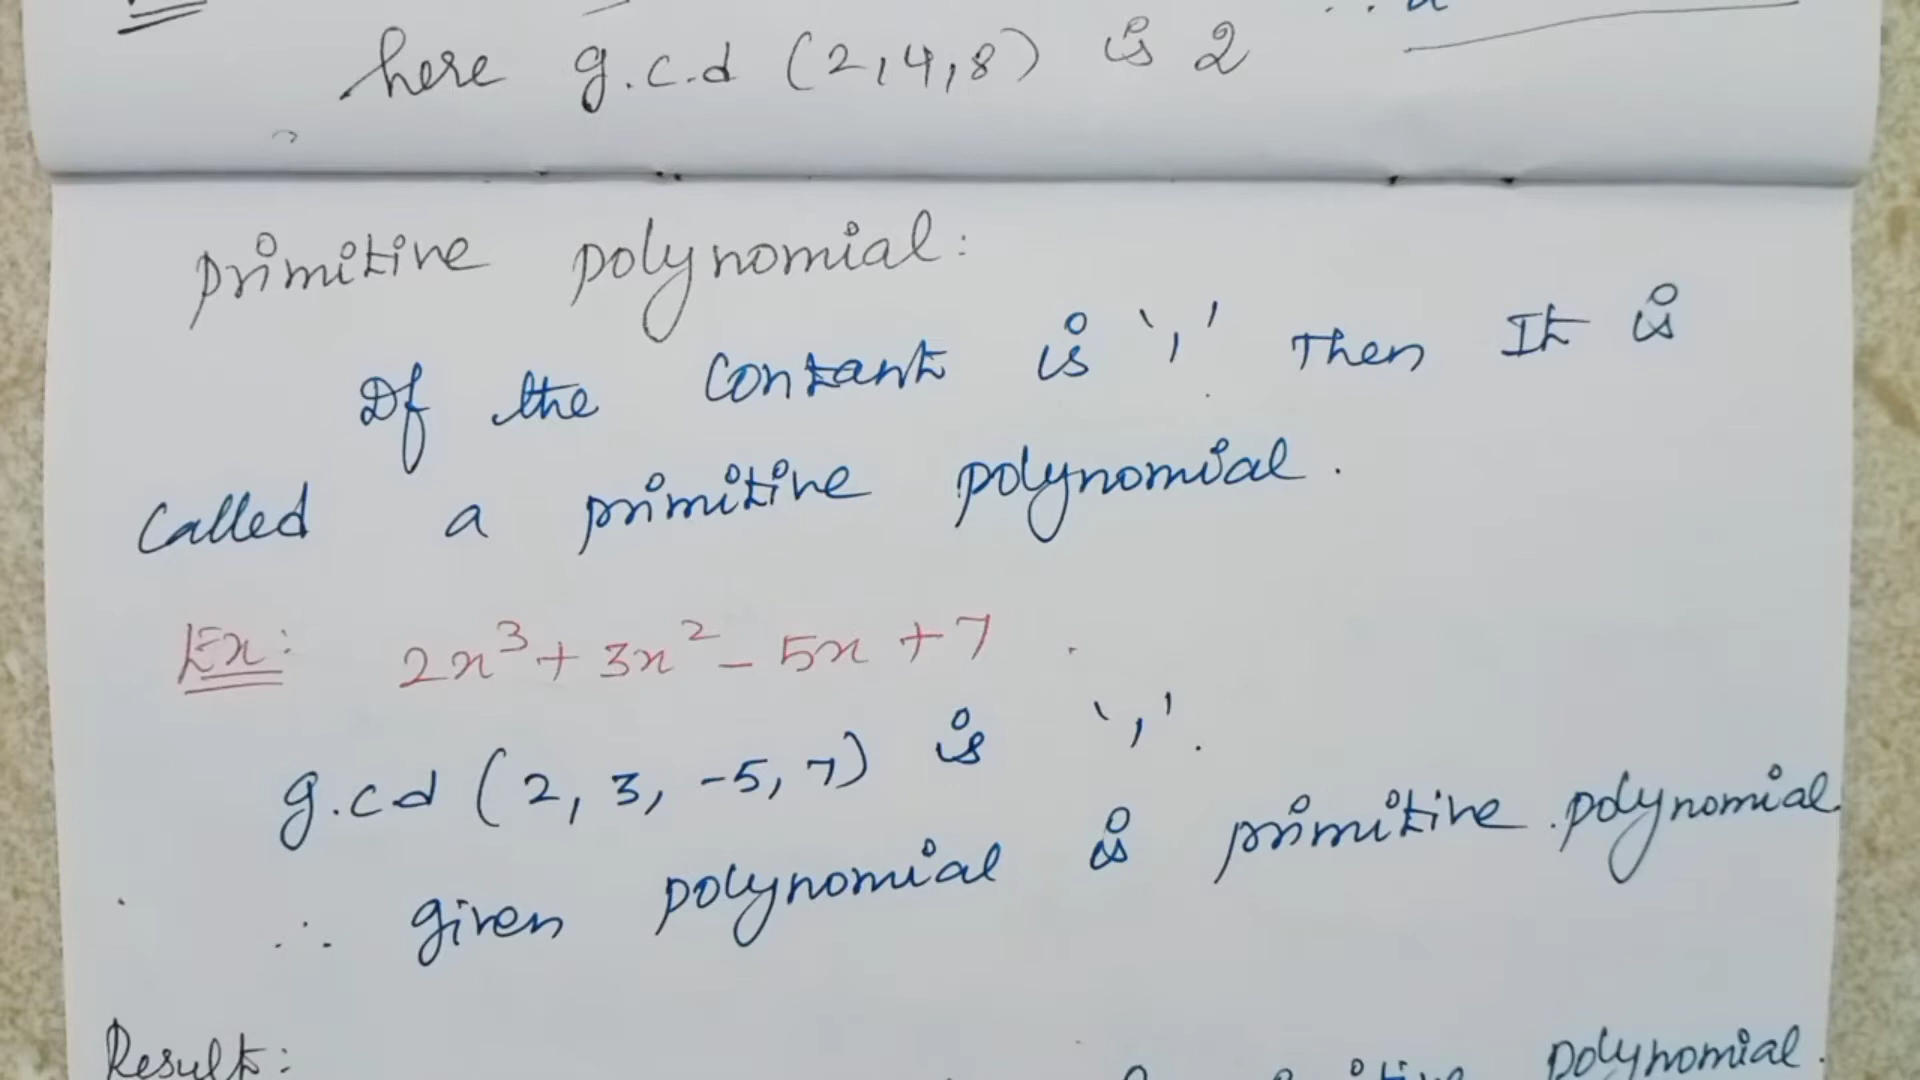 here g.c.d (2,4,8) is 2
primitive polynomial:
If the Contant is '1' Then It is
Called a primitive polynomial.
Ex: 2x³ + 3x² - 5x + 7
g.c.d (2, 3, -5, 7) is '1'.
∴ given polynomial is primitive polynomial
Result:
polynomial.